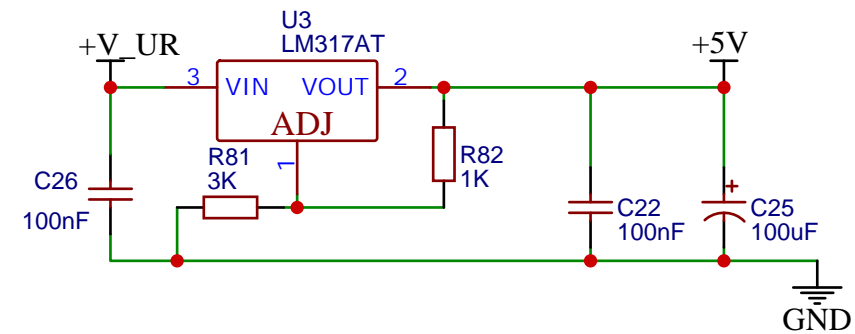 U3
LM317AT
+V_UR
+5V
3
VIN
VOUT
2
ADJ
1
R81
3K
R82
1K
C26
100nF
C22
100nF
C25
100uF
+
GND